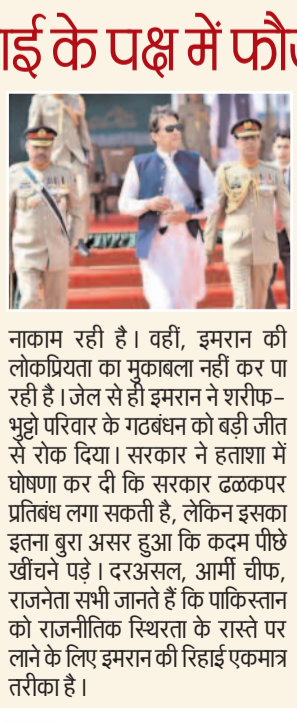 ई के पक्ष में
नाकाम रही है। वहीं, इमरान की
लोकप्रियता का मुकाबला नहीं कर पा
रही है। जेल से ही इमरान ने शरीफ-
भुट्टो परिवार के गठबंधन को बड़ी जीत
से रोक दिया। सरकार ने हताशा में
घोषणा कर दी कि सरकार ढळकपर
प्रतिबंध लगा सकती है, लेकिन इसका
इतना बुरा असर हुआ कि कदम पीछे
खींचने पड़े। दरअसल, आर्मी चीफ,
राजनेता सभी जानते हैं कि पाकिस्तान
को राजनीतिक स्थिरता के रास्ते पर
लाने के लिए इमरान की रिहाई एकमात्र
तरीका है।